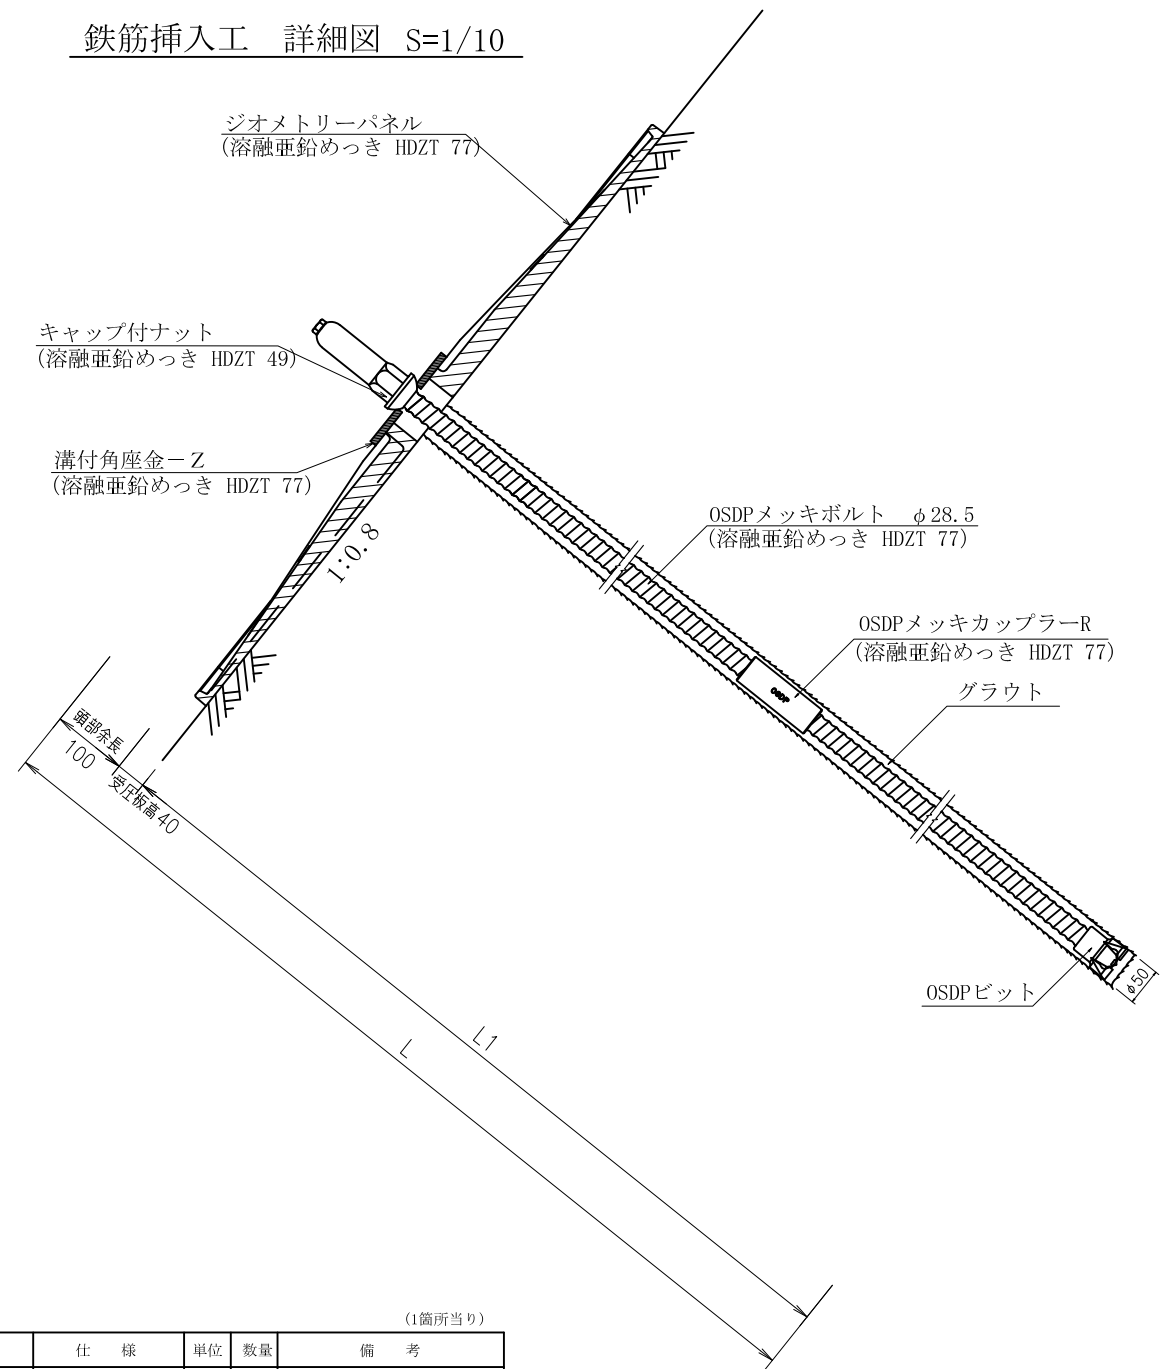 鉄筋挿入工　詳細図 S=1/10
ジオメトリーパネル
(溶融亜鉛めっき HDZT 77)
キャップ付ナット
(溶融亜鉛めっき HDZT 49)
溝付角座金－Z
(溶融亜鉛めっき HDZT 77)
1:0.8
OSDPメッキボルト　φ28.5
(溶融亜鉛めっき HDZT 77)
OSDPメッキカップラーR
(溶融亜鉛めっき HDZT 77)
OSDP
グラウト
頭部余長
100
受圧板高40
φ50
OSDPビット
L1
L
(1箇所当り)
仕　様　単位　数量　備　考